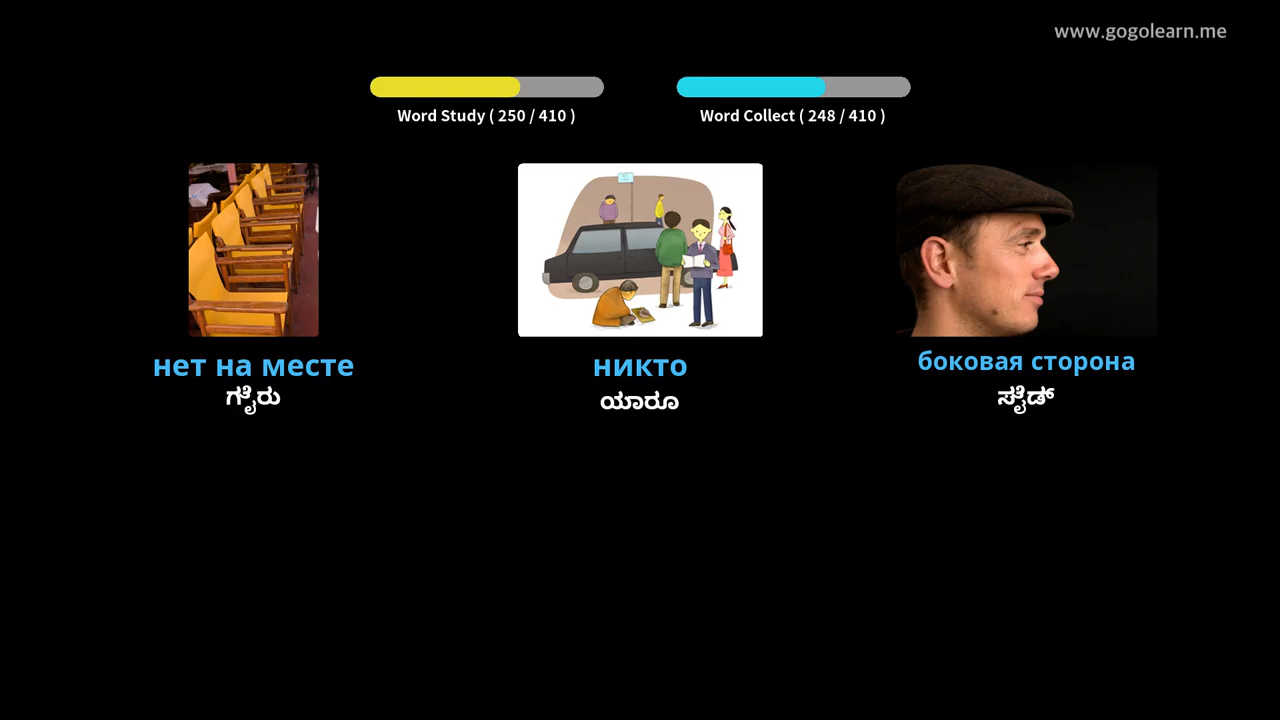 www.gogolearn.me
Word Study ( 250 / 410 )
Word Collect ( 248 / 410 )
нет на месте
ಗೈರು
никто
ಯಾರೂ
боковая сторона
ಸೈಡ್